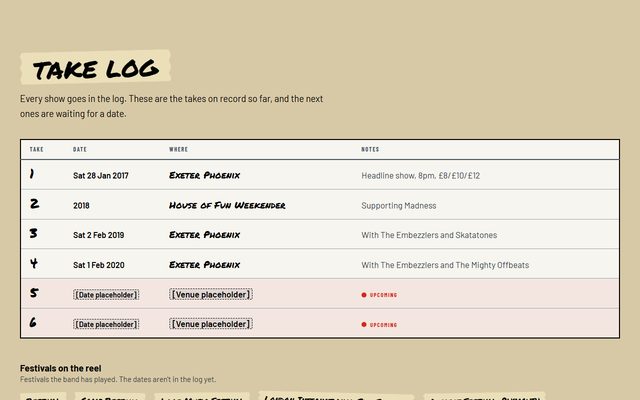 TAKE LOG
Every show goes in the log. These are the takes on record so far, and the next
ones are waiting for a date.
TAKE DATE WHERE NOTES
1 Sat 28 Jan 2017 Exeter Phoenix Headline show, 8pm, £8/£10/£12
2 2018 House of Fun Weekender Supporting Madness
3 Sat 2 Feb 2019 Exeter Phoenix With The Embezzlers and Skatatones
4 Sat 1 Feb 2020 Exeter Phoenix With The Embezzlers and The Mighty Offbeats
5 [Date placeholder] [Venue placeholder] UPCOMING
6 [Date placeholder] [Venue placeholder] UPCOMING
Festivals on the reel
Festivals the band has played. The dates aren't in the log yet.